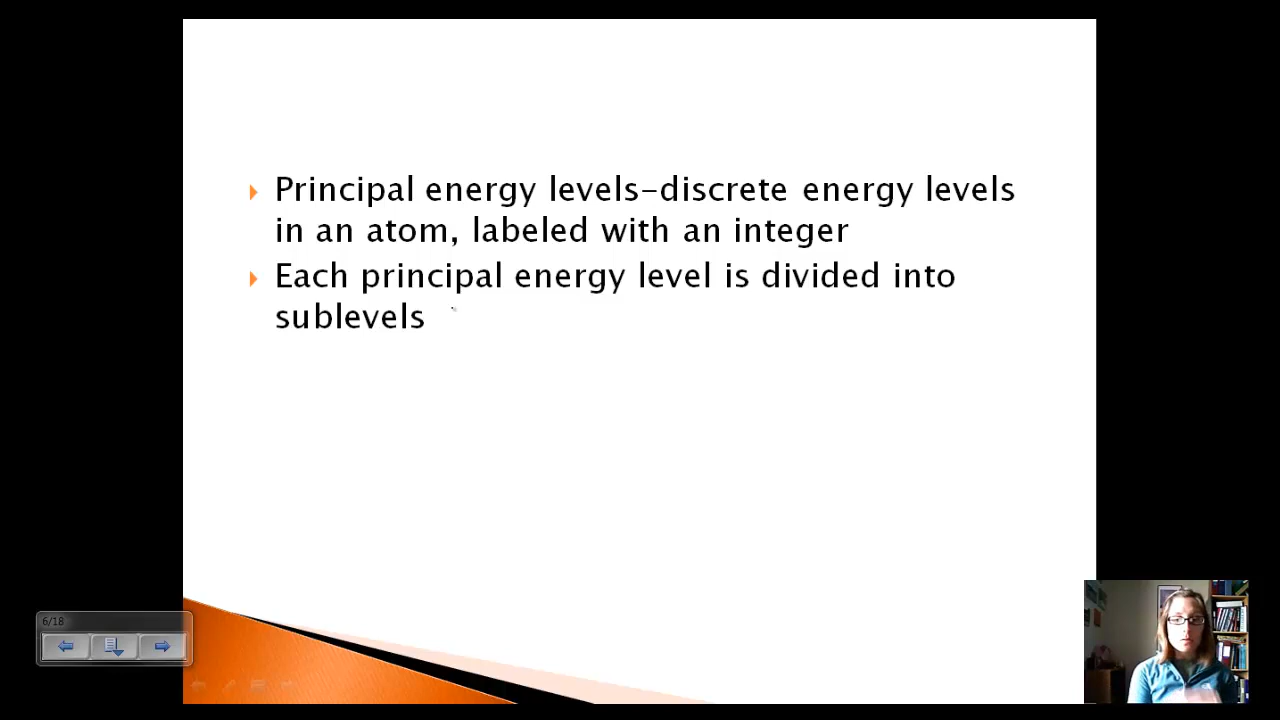 Principal energy levels-discrete energy levels
in an atom, labeled with an integer
Each principal energy level is divided into
sublevels
6/18